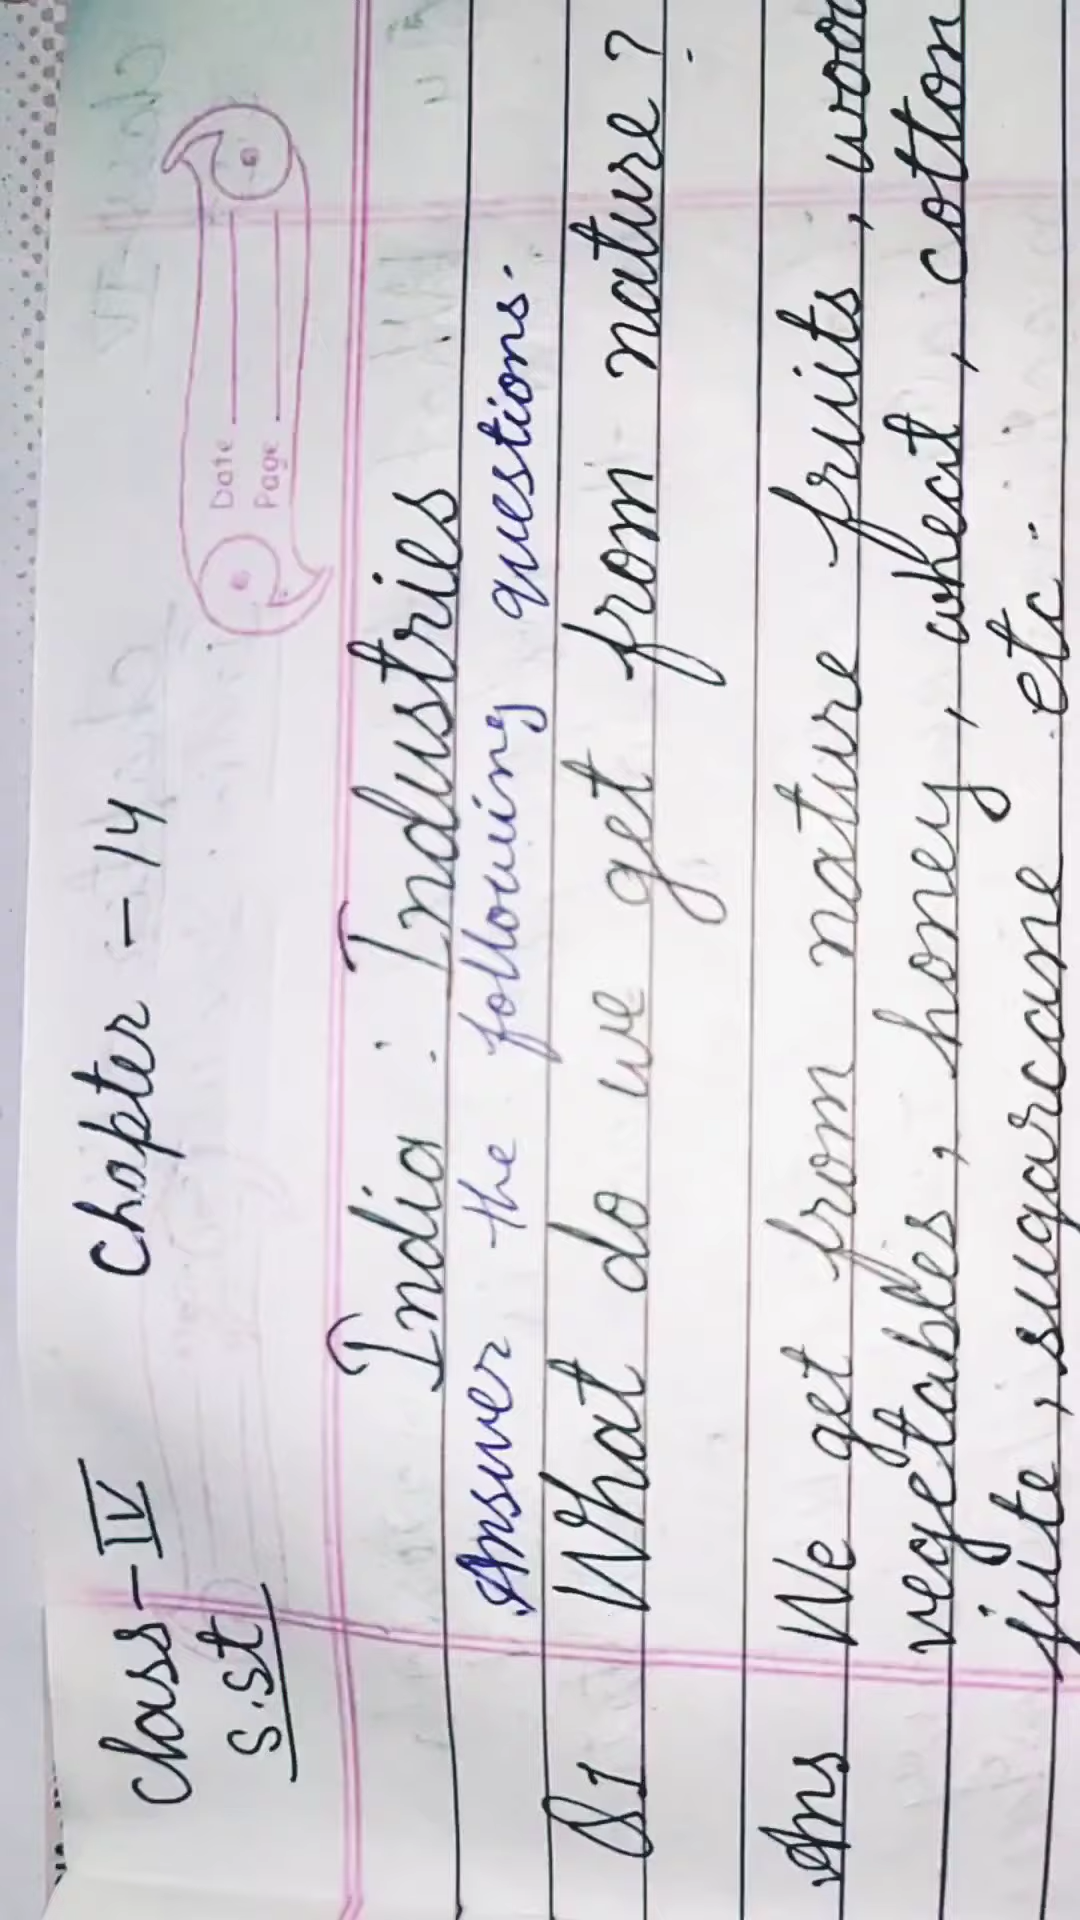 Class-IV Chapter - 14
S.St
Date
Page
India : Industries
Answer the following questions.
Q1 What do we get from nature?
Ans We get from nature fruits,
vegetables, honey, wheat, cotton
jute, sugarcane etc.